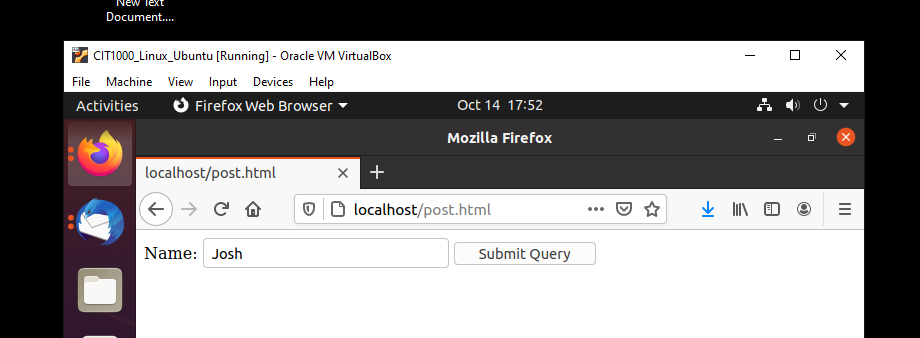 New Text
Document....
CIT1000_Linux_Ubuntu [Running] - Oracle VM VirtualBox
File Machine View Input Devices Help
Activities Firefox Web Browser Oct 14 17:52
Mozilla Firefox
localhost/post.html
localhost/post.html
Name: Josh Submit Query